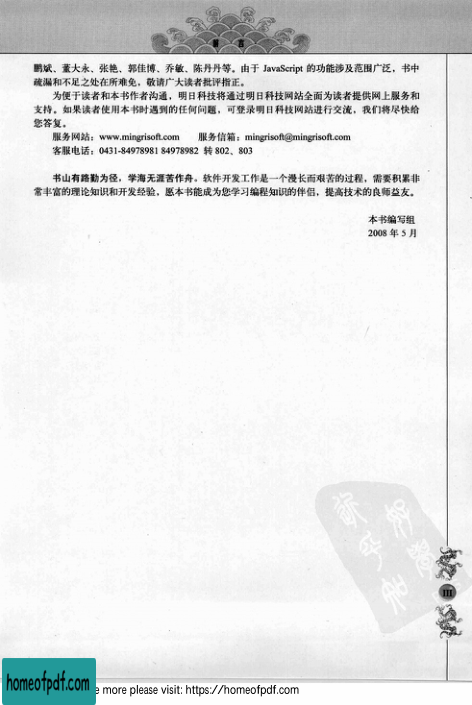 前 言
鹏斌、董大永、张艳、郭佳博、乔敏、陈丹丹等。由于 JavaScript 的功能涉及范围广泛，书中
疏漏和不足之处在所难免，敬请广大读者批评指正。
为便于读者和本书作者沟通，明日科技将通过明日科技网站全面为读者提供网上服务和
支持。如果读者使用本书时遇到的任何问题，可登录明日科技网站进行交流，我们将尽快给
您答复。
服务网站：www.mingrisoft.com 服务信箱：mingrisoft@mingrisoft.com
客服电话：0431-84978981 84978982 转 802、803
书山有路勤为径，学海无涯苦作舟。软件开发工作是一个漫长而艰苦的过程，需要积累非
常丰富的理论知识和开发经验，愿本书能成为您学习编程知识的伴侣，提高技术的良师益友。
本书编写组
2008 年 5 月
III
homeofpdf.com
e more please visit: https://homeofpdf.com